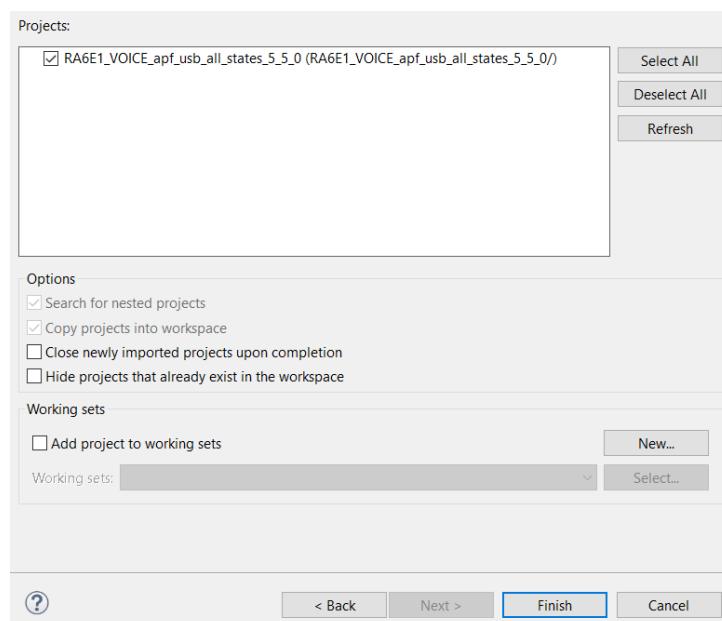 Projects:
RA6E1_VOICE_apf_usb_all_states_5_5_0 (RA6E1_VOICE_apf_usb_all_states_5_5_0/)
Select All
Deselect All
Refresh
Options
Search for nested projects
Copy projects into workspace
Close newly imported projects upon completion
Hide projects that already exist in the workspace
Working sets
Add project to working sets
New...
Working sets:
Select...
?
< Back
Next >
Finish
Cancel